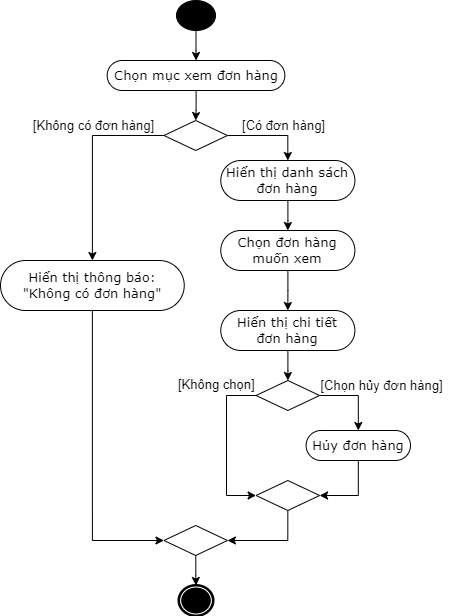 Chọn mục xem đơn hàng
[Không có đơn hàng]
[Có đơn hàng]
Hiển thị danh sách
đơn hàng
Chọn đơn hàng
muốn xem
Hiển thị thông báo:
"Không có đơn hàng"
Hiển thị chi tiết
đơn hàng
[Không chọn]
[Chọn hủy đơn hàng]
Hủy đơn hàng